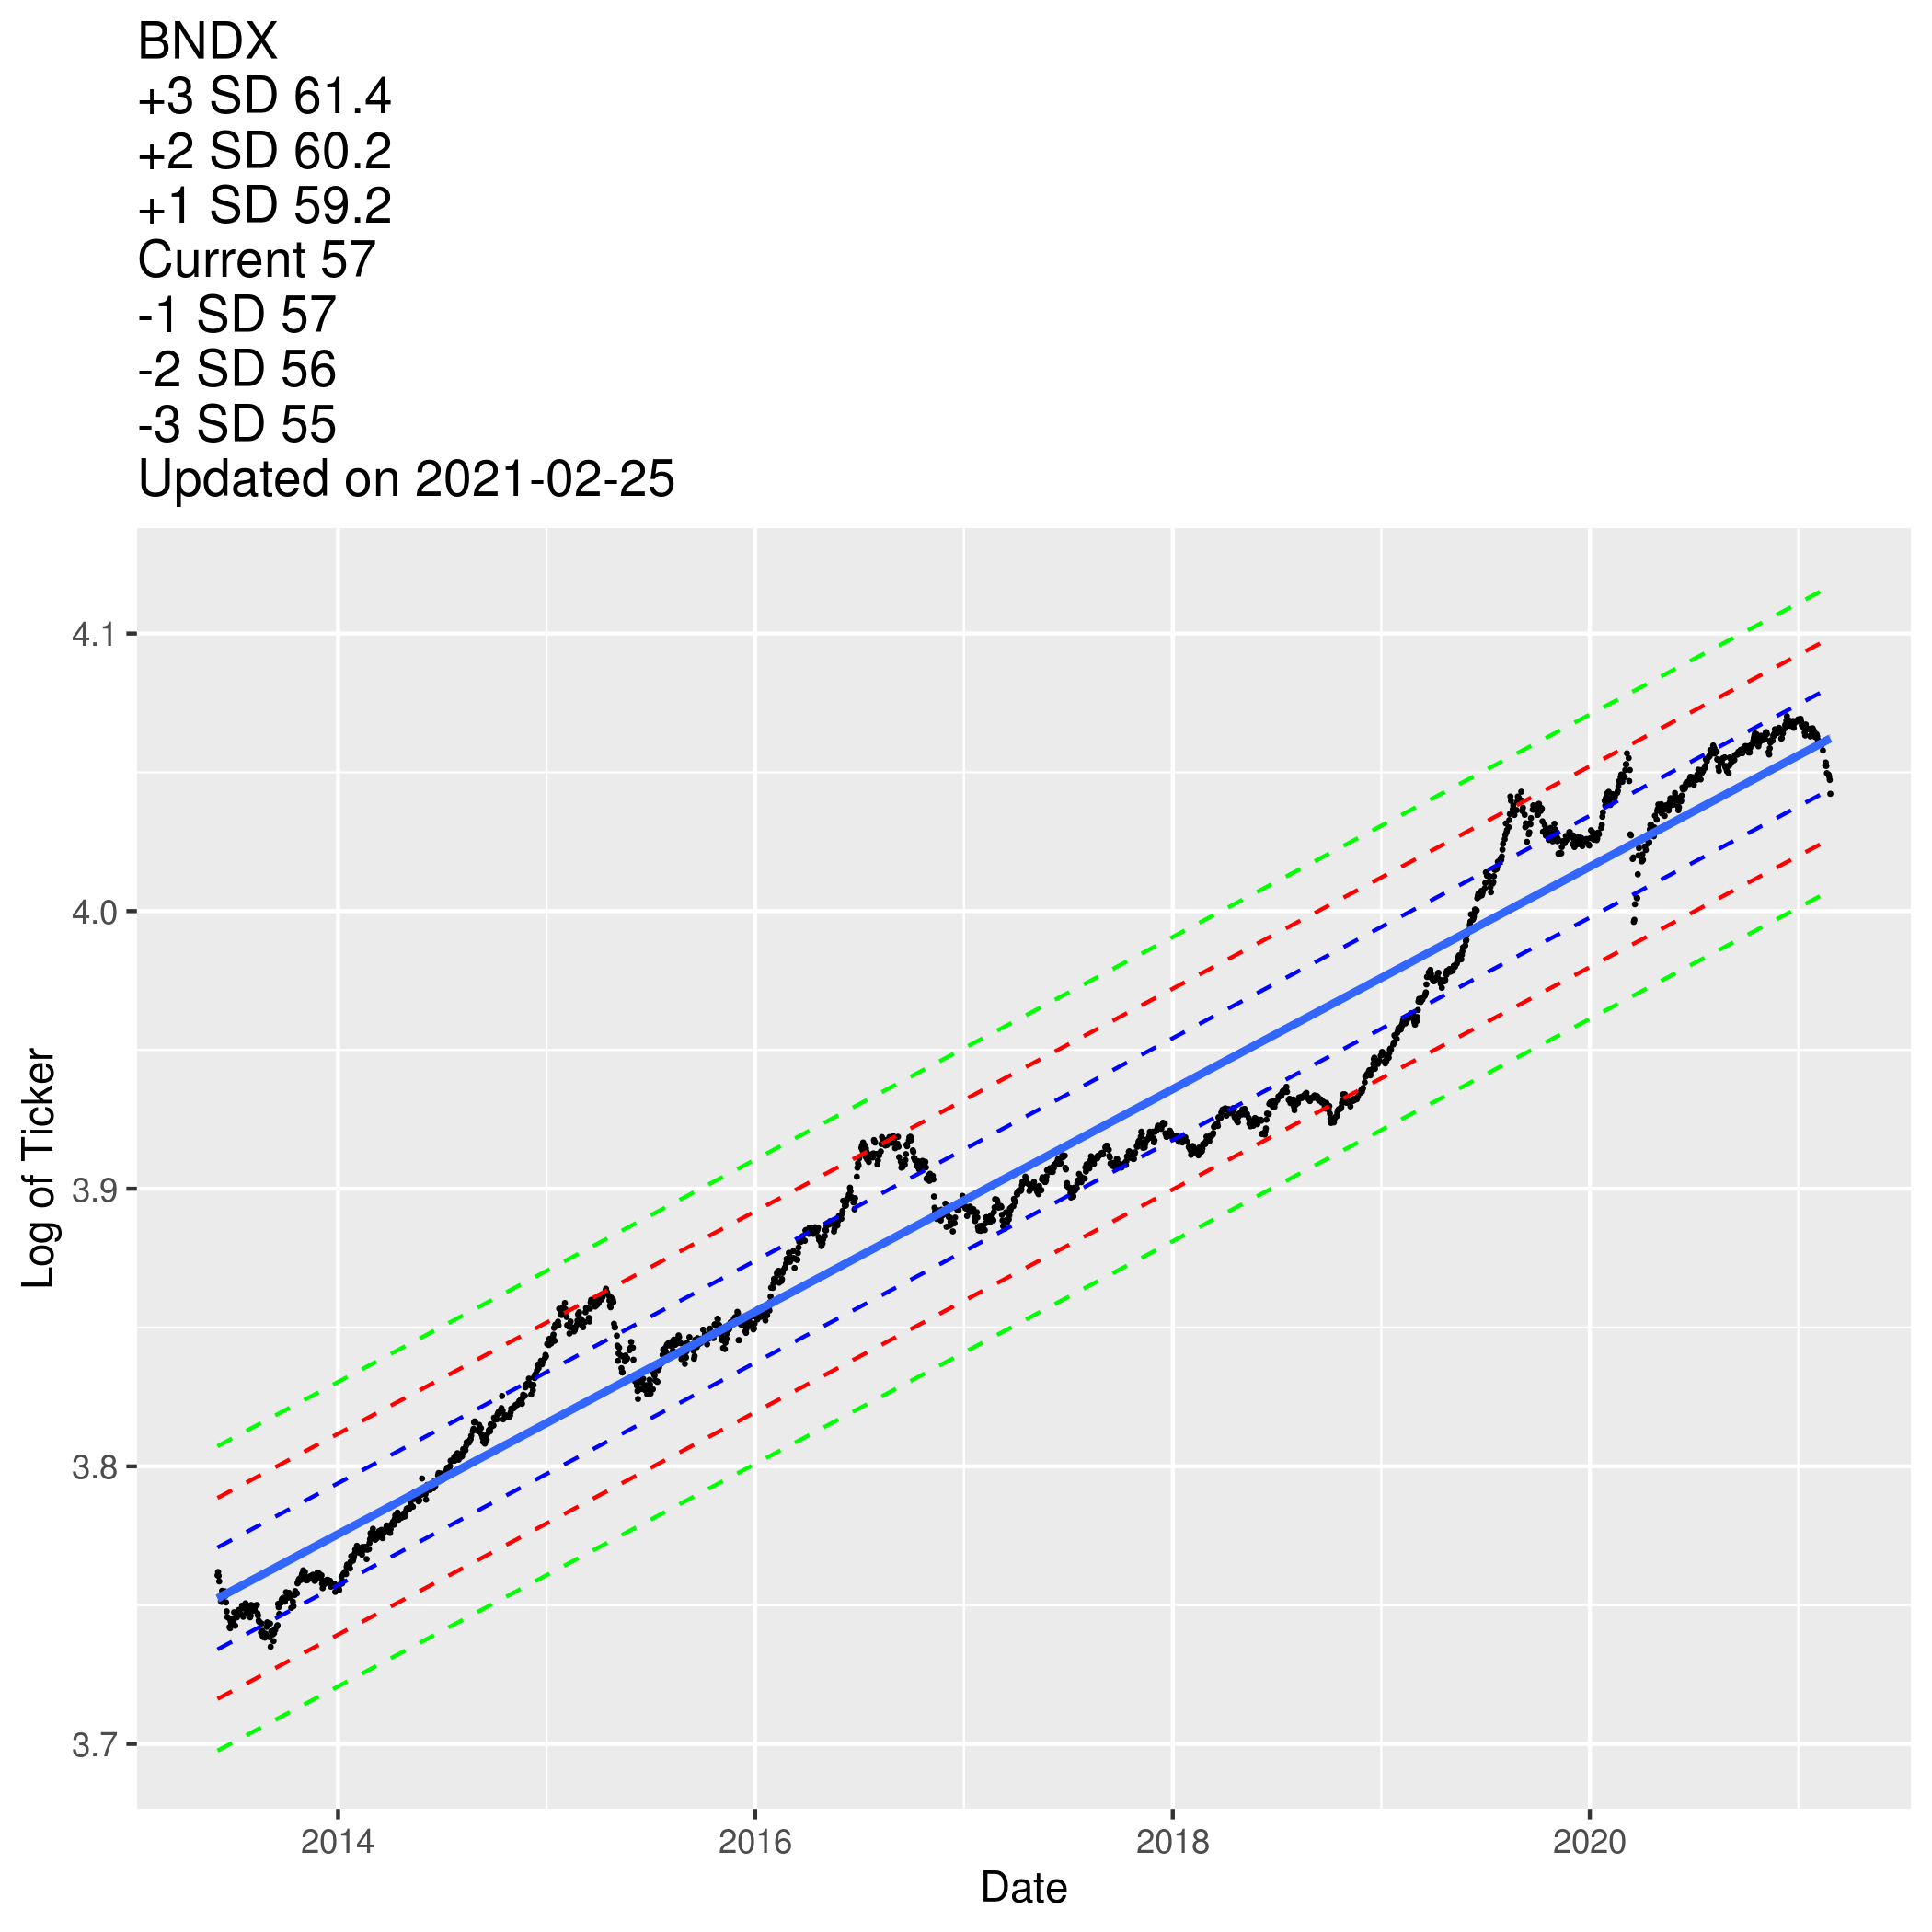 BNDX
+3 SD 61.4
+2 SD 60.2
+1 SD 59.2
Current 57
-1 SD 57
-2 SD 56
-3 SD 55
Updated on 2021-02-25
4.1
4.0
3.9
3.8
3.7
Log of Ticker
2014 2016 2018 2020
Date